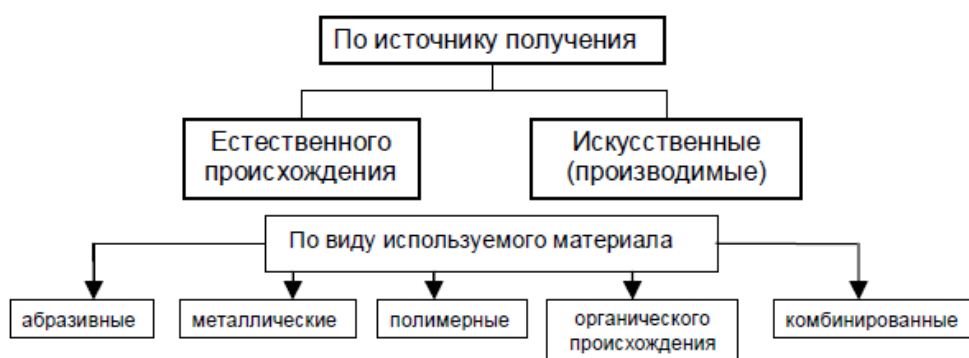 По источнику получения
Естественного
происхождения
Искусственные
(производимые)
По виду используемого материала
абразивные
металлические
полимерные
органического
происхождения
комбинированные